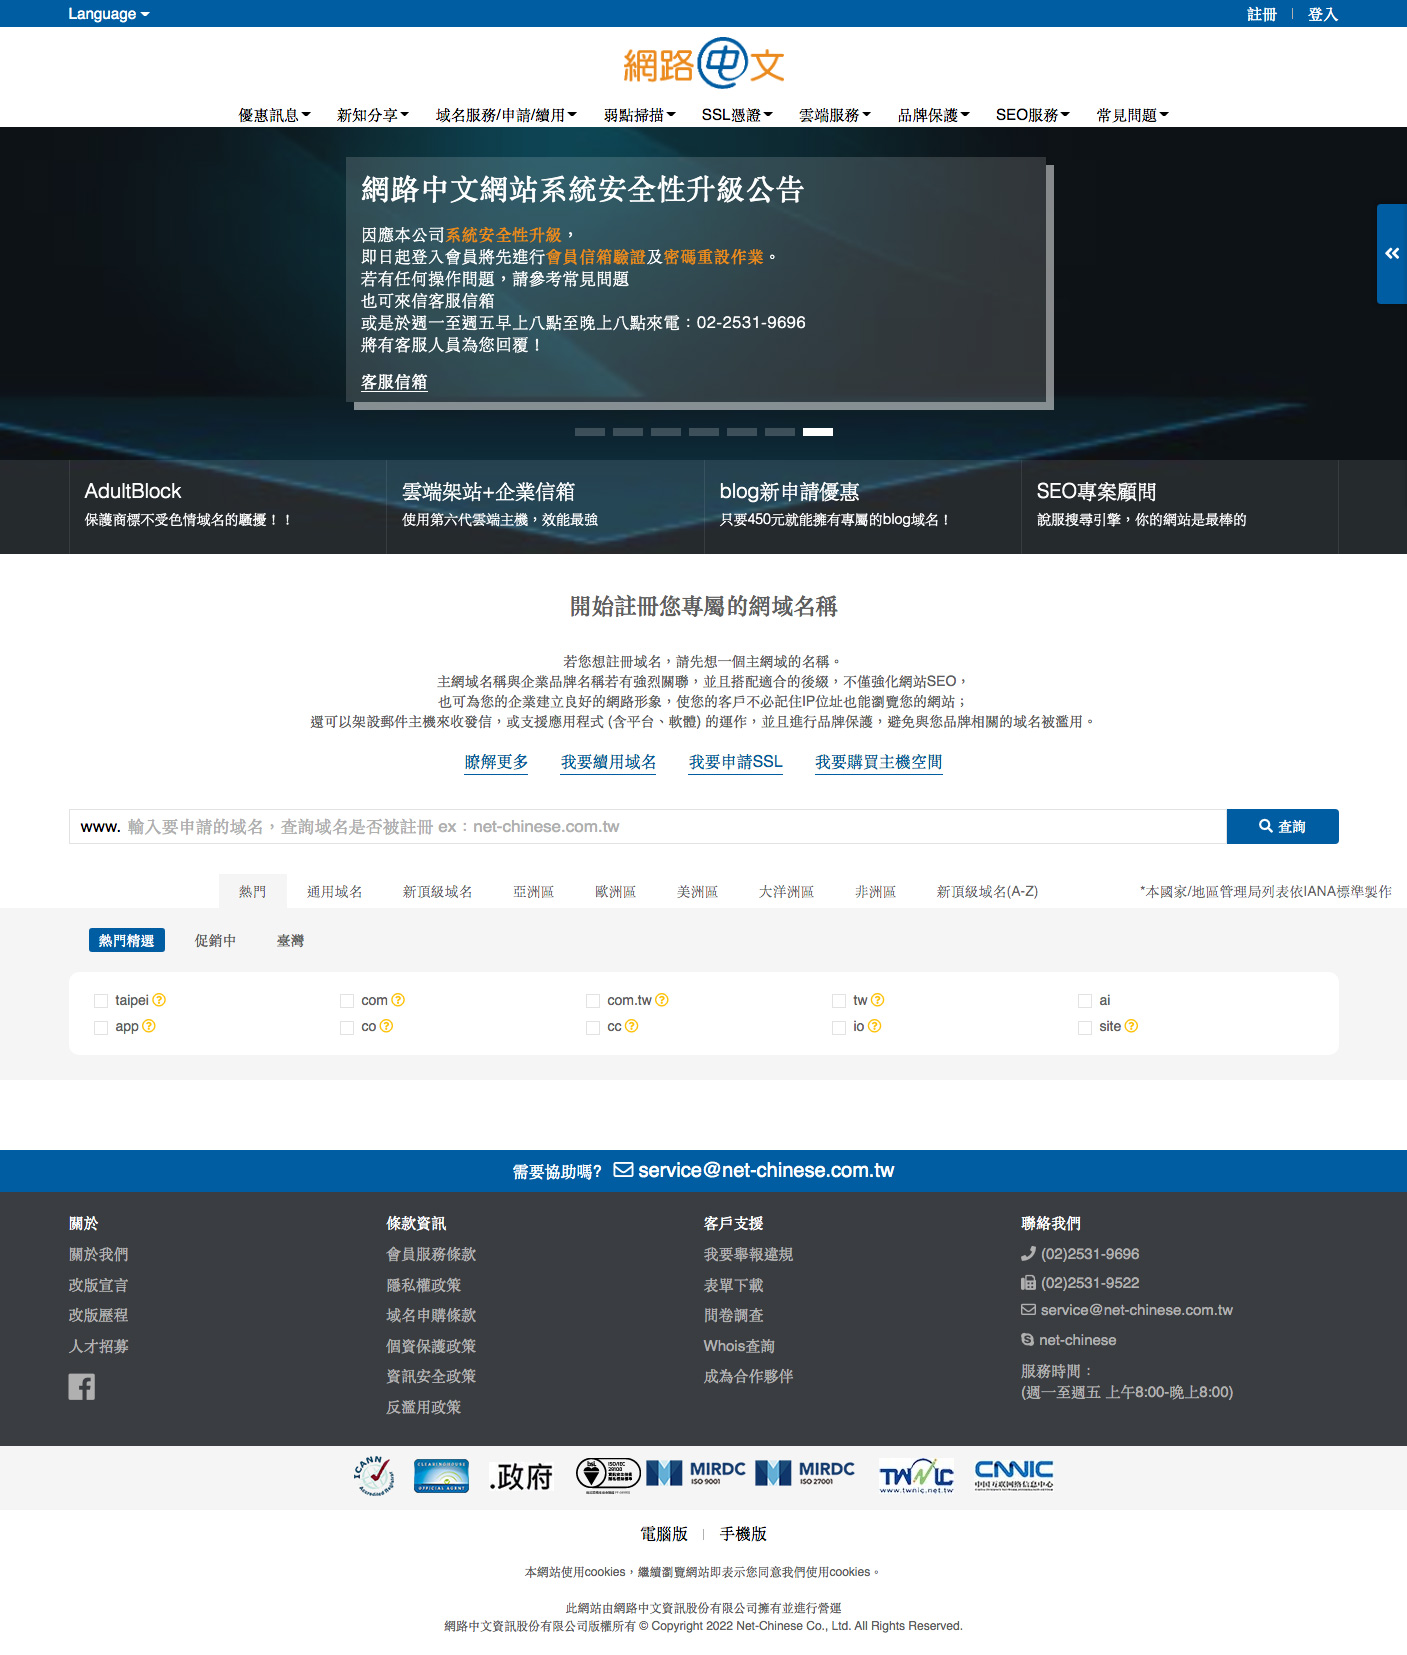 Language
註冊
登入
網路中文
優惠訊息
新知分享
域名服務/申請/續用
弱點掃描
SSL憑證
雲端服務
品牌保護
SEO服務
常見問題
網路中文網站系統安全性升級公告
因應本公司系統安全性升級，
即日起登入會員將先進行會員信箱驗證及密碼重設作業。
若有任何操作問題，請參考常見問題
也可來信客服信箱
或是於週一至週五早上八點至晚上八點來電：02-2531-9696
將有客服人員為您回覆！
客服信箱
AdultBlock
保護商標不受色情域名的騷擾！！
雲端架站+企業信箱
使用第六代雲端主機，效能最強
blog新申請優惠
只要450元就能擁有專屬的blog域名！
SEO專案顧問
說服搜尋引擎，你的網站是最棒的
開始註冊您專屬的網域名稱
若您想註冊域名，請先想一個主網域的名稱。
主網域名稱與企業品牌名稱若有強烈關聯，並且搭配適合的後綴，不僅強化網站SEO，
也可為您的企業建立良好的網路形象，使您的客戶不必記住IP位址也能瀏覽您的網站；
還可以架設郵件主機來收發信，或支援應用程式 (含平台、軟體) 的運作，並且進行品牌保護，避免與您品牌相關的域名被濫用。
瞭解更多
我要續用域名
我要申請SSL
我要購買主機空間
www. 輸入要申請的域名，查詢域名是否被註冊 ex：net-chinese.com.tw
查詢
熱門
通用域名
新頂級域名
亞洲區
歐洲區
美洲區
大洋洲區
非洲區
新頂級域名(A-Z)
*本國家/地區管理局列表依IANA標準製作
熱門精選
促銷中
臺灣
taipei
com
com.tw
tw
ai
app
co
cc
io
site
需要協助嗎? service@net-chinese.com.tw
關於
關於我們
改版宣言
改版歷程
人才招募
條款資訊
會員服務條款
隱私權政策
域名申購條款
個資保護政策
資訊安全政策
反濫用政策
客戶支援
我要舉報違規
表單下載
問卷調查
Whois查詢
成為合作夥伴
聯絡我們
(02)2531-9696
(02)2531-9522
service@net-chinese.com.tw
net-chinese
服務時間：
(週一至週五 上午8:00-晚上8:00)
ICANN
Accredited Registrar
CLEARINGHOUSE
OFFICIAL AGENT
.政府
bsi
ISO/IEC
MIRDC
ISO 9001
MIRDC
ISO 27001
TWNIC
www.twnic.net.tw
CNNIC
中国互联网络信息中心
電腦版
手機版
本網站使用cookies，繼續瀏覽網站即表示您同意我們使用cookies。
此網站由網路中文資訊股份有限公司擁有並進行營運
網路中文資訊股份有限公司版權所有 © Copyright 2022 Net-Chinese Co., Ltd. All Rights Reserved.